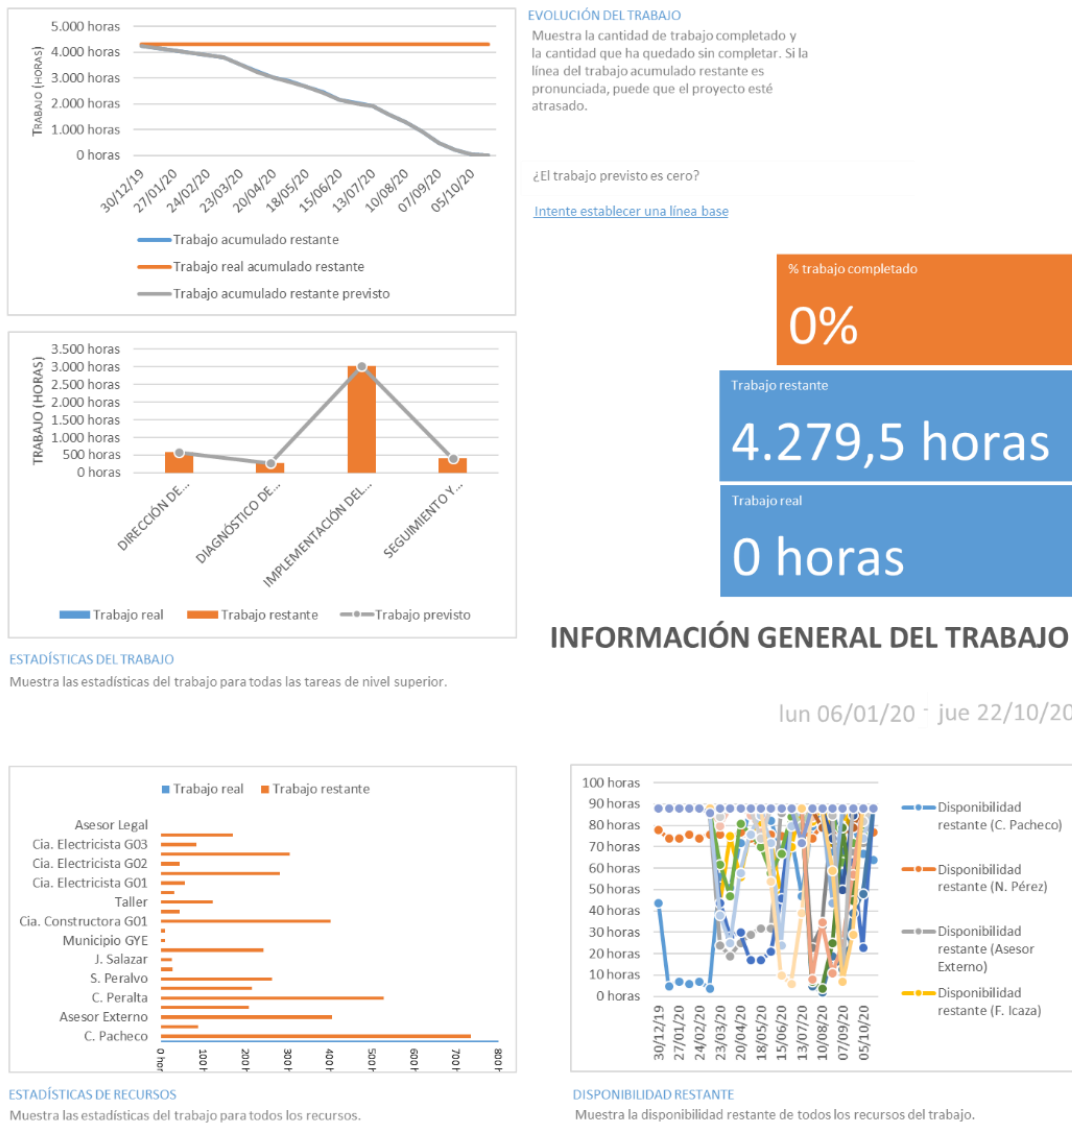 5.000 horas
4.000 horas
3.000 horas
2.000 horas
1.000 horas
0 horas
TRABAJO (HORAS)
30/12/19
27/01/20
24/02/20
23/03/20
20/04/20
18/05/20
15/06/20
13/07/20
10/08/20
07/09/20
05/10/20
Trabajo acumulado restante
Trabajo real acumulado restante
Trabajo acumulado restante previsto
EVOLUCIÓN DEL TRABAJO
Muestra la cantidad de trabajo completado y
la cantidad que ha quedado sin completar. Si la
línea del trabajo acumulado restante es
pronunciada, puede que el proyecto esté
atrasado.
¿El trabajo previsto es cero?
Intente establecer una línea base
% trabajo completado
0%
Trabajo restante
4.279,5 horas
Trabajo real
0 horas
3.500 horas
3.000 horas
2.500 horas
2.000 horas
1.500 horas
1.000 horas
500 horas
0 horas
TRABAJO (HORAS)
DIRECCIÓN DE...
DIAGNÓSTICO DE...
IMPLEMENTACIÓN DEL...
SEGUIMIENTO Y...
Trabajo real
Trabajo restante
Trabajo previsto
INFORMACIÓN GENERAL DEL TRABAJO
ESTADÍSTICAS DEL TRABAJO
Muestra las estadísticas del trabajo para todas las tareas de nivel superior.
lun 06/01/20 - jue 22/10/20
Trabajo real
Trabajo restante
Asesor Legal
Cia. Electricista G03
Cia. Electricista G02
Cia. Electricista G01
Taller
Cia. Constructora G01
Municipio GYE
J. Salazar
S. Peralvo
C. Peralta
Asesor Externo
C. Pacheco
0 hor
100 h
200 h
300 h
400 h
500 h
600 h
700 h
800 h
ESTADÍSTICAS DE RECURSOS
Muestra las estadísticas del trabajo para todos los recursos.
100 horas
90 horas
80 horas
70 horas
60 horas
50 horas
40 horas
30 horas
20 horas
10 horas
0 horas
30/12/19
27/01/20
24/02/20
23/03/20
20/04/20
18/05/20
15/06/20
13/07/20
10/08/20
07/09/20
05/10/20
Disponibilidad
restante (C. Pacheco)
Disponibilidad
restante (N. Pérez)
Disponibilidad
restante (Asesor
Externo)
Disponibilidad
restante (F. Icaza)
DISPONIBILIDAD RESTANTE
Muestra la disponibilidad restante de todos los recursos del trabajo.